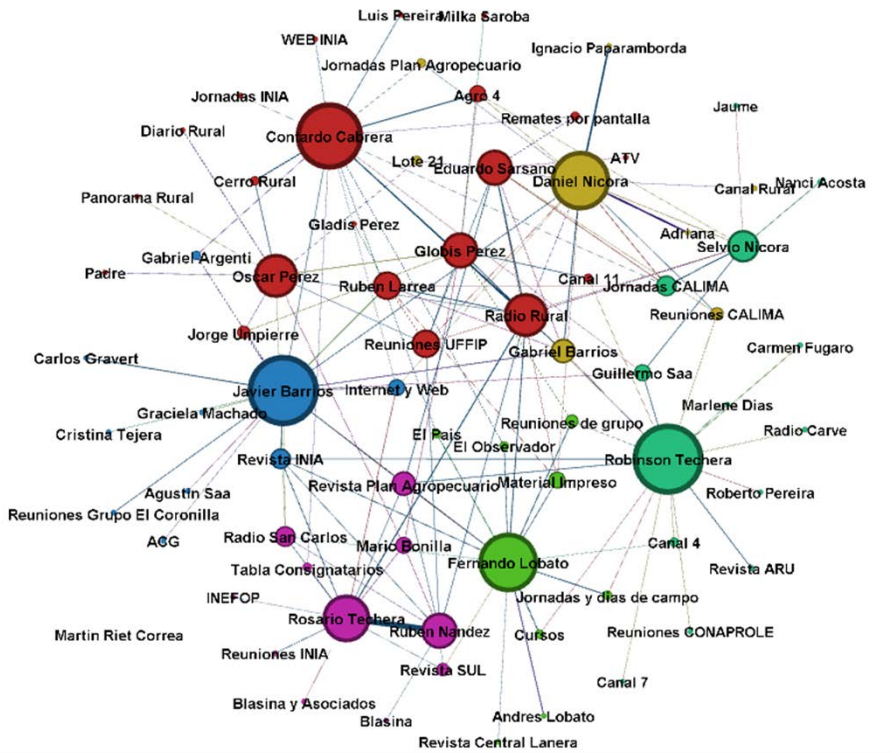 Luis Pereira
Milka Saroba
WEB INIA
Ignacio Paparamborda
Jornadas Plan Agropecuario
Jornadas INIA
Agro 4
Jaume
Remates por pantalla
Diario Rural
Contardo Cabrera
Lote 21
Eduardo Sarsano
ATV
Cerro Rural
Daniel Nicora
Canal Rural
Nanci Acosta
Panorama Rural
Gladis Perez
Adriana
Selvio Nicora
Gabriel Argenti
Globis Perez
Padre
Oscar Perez
Ruben Larrea
Canal 11
Jornadas CALIMA
Radio Rural
Reuniones CALIMA
Jorge Umpierre
Reuniones UFFIP
Gabriel Barrios
Carmen Fugaro
Carlos Gravert
Guillermo Saa
Javier Barrios
Internet y Web
Marlene Dias
Graciela Machado
Reuniones de grupo
Cristina Tejera
El Pais
El Observador
Radio Carve
Revista INIA
Robinson Techera
Revista Plan Agropecuario
Material Impreso
Agustin Saa
Roberto Pereira
Reuniones Grupo El Coronilla
Radio San Carlos
ACG
Mario Bonilla
Canal 4
Fernando Lobato
Revista ARU
Tabla Consignatarios
INEFOP
Jornadas y dias de campo
Rosario Techera
Ruben Nandez
Cursos
Reuniones CONAPROLE
Martin Riet Correa
Reuniones INIA
Revista SUL
Canal 7
Blasina y Asociados
Blasina
Andres Lobato
Revista Central Lanera